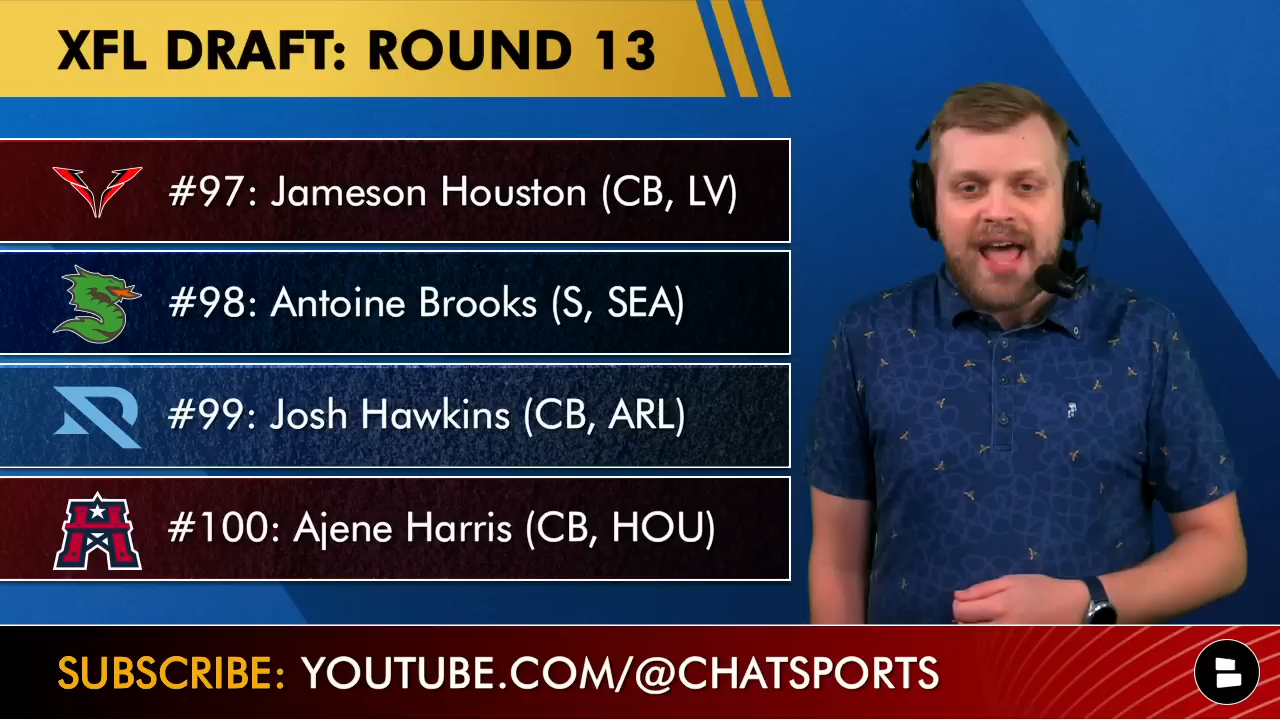 XFL DRAFT: ROUND 13
#97: Jameson Houston (CB, LV)
#98: Antoine Brooks (S, SEA)
#99: Josh Hawkins (CB, ARL)
#100: Ajene Harris (CB, HOU)
SUBSCRIBE: YOUTUBE.COM/@CHATSPORTS